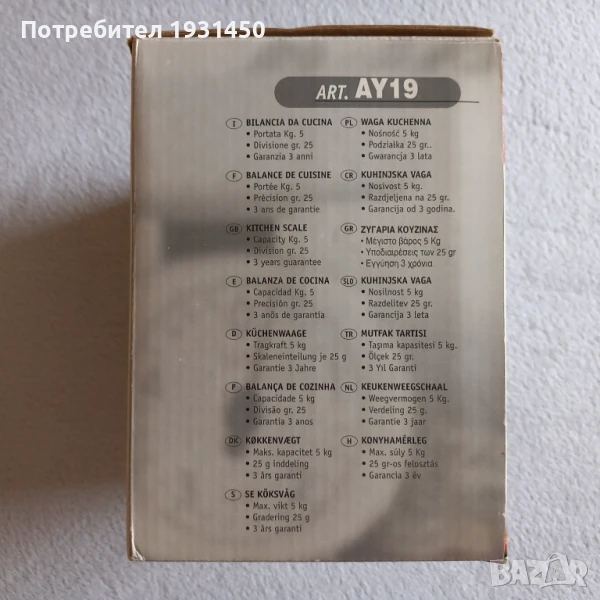 Потребител 1931450
ART. AY19
I BILANCIA DA CUCINA
• Portata Kg. 5
• Divisione gr. 25
• Garanzia 3 anni
F BALANCE DE CUISINE
• Portée Kg. 5
• Précision gr. 25
• 3 ans de garantie
GB KITCHEN SCALE
• Capacity Kg. 5
• Division gr. 25
• 3 years guarantee
E BALANZA DE COCINA
• Capacidad Kg. 5
• Precisión gr. 25
• 3 anös de garantía
D KÜCHENWAAGE
• Tragkraft 5 kg
• Skaleneinteilung je 25 g
• Garantie 3 Jahre
P BALANÇA DE COZINHA
• Capacidade 5 kg
• Divisão gr. 25
• Garantia 3 anos
DK KØKKENVÆGT
• Maks. kapacitet 5 kg
• 25 g inddeling
• 3 års garanti
S SE KÖKSVÅG
• Max. vikt 5 kg
• Gradering 25 g
• 3 års garanti
PL WAGA KUCHENNA
• Nośność 5 kg
• Podziałka 25 gr..
• Gwarancja 3 lata
CR KUHINJSKA VAGA
• Nosivost 5 kg.
• Razdjeljena na 25 gr.
• Garancija od 3 godina.
GR ΖΥΓΑΡΙΑ ΚΟΥΖΙΝΑΣ
• Μέγιστο βάρος 5 Kg
• Υποδιαιρέσεις των 25 gr
• Εγγύηση 3 χρόνια
SLO KUHINJSKA VAGA
• Nosilnost 5 kg
• Razdelitev 25 gr.
• Garancija 3 leta
TR MUTFAK TARTISI
• Taşıma kapasitesi 5 kg.
• Ölçek 25 gr.
• 3 Yıl Garanti
NL KEUKENWEEGSCHAAL
• Weegvermogen 5 Kg.
• Verdeling 25 g.
• Garantie 3 jaar
H KONYHAMÉRLEG
• Max. súly 5 Kg
• 25 gr-os felosztás
• Garancia 3 év
BAZAR